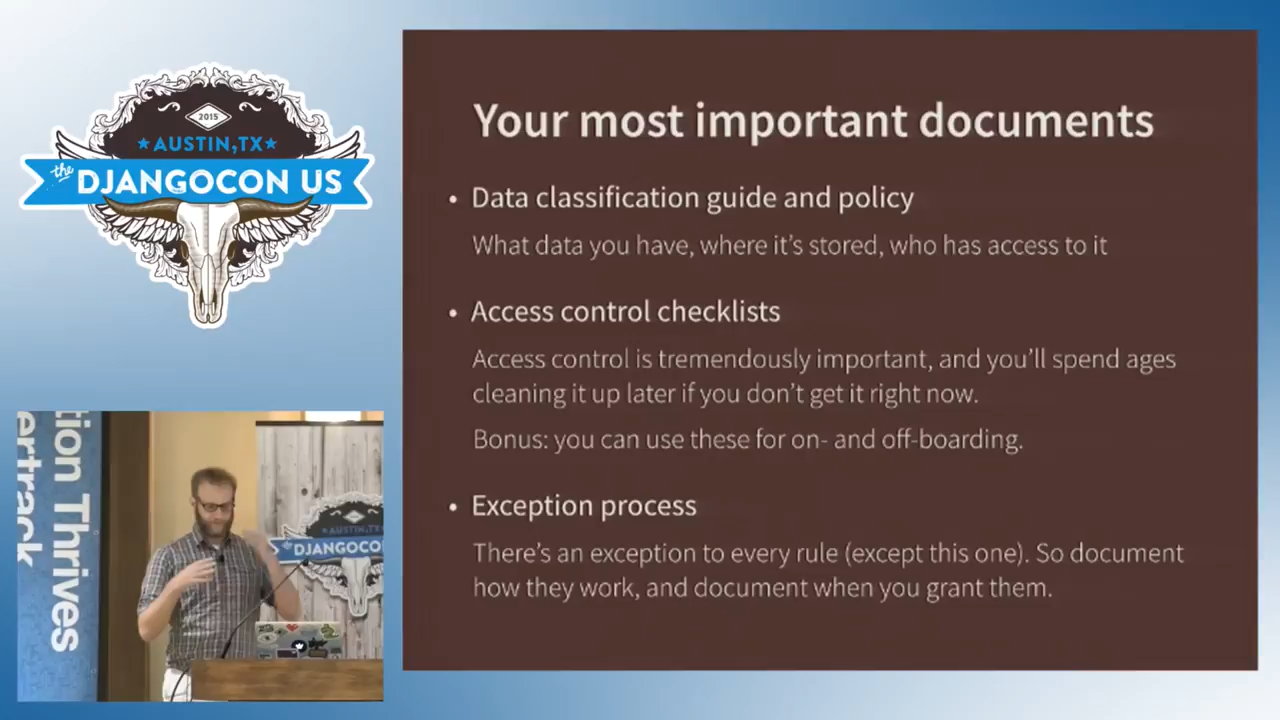 2015
AUSTIN, TX
the
DJANGOCON US
Your most important documents
• Data classification guide and policy
What data you have, where it's stored, who has access to it
• Access control checklists
Access control is tremendously important, and you'll spend ages
cleaning it up later if you don't get it right now.
Bonus: you can use these for on- and off-boarding.
• Exception process
There's an exception to every rule (except this one). So document
how they work, and document when you grant them.
tion Thrives
ertrack
AUSTIN, TX
DJANGOCO